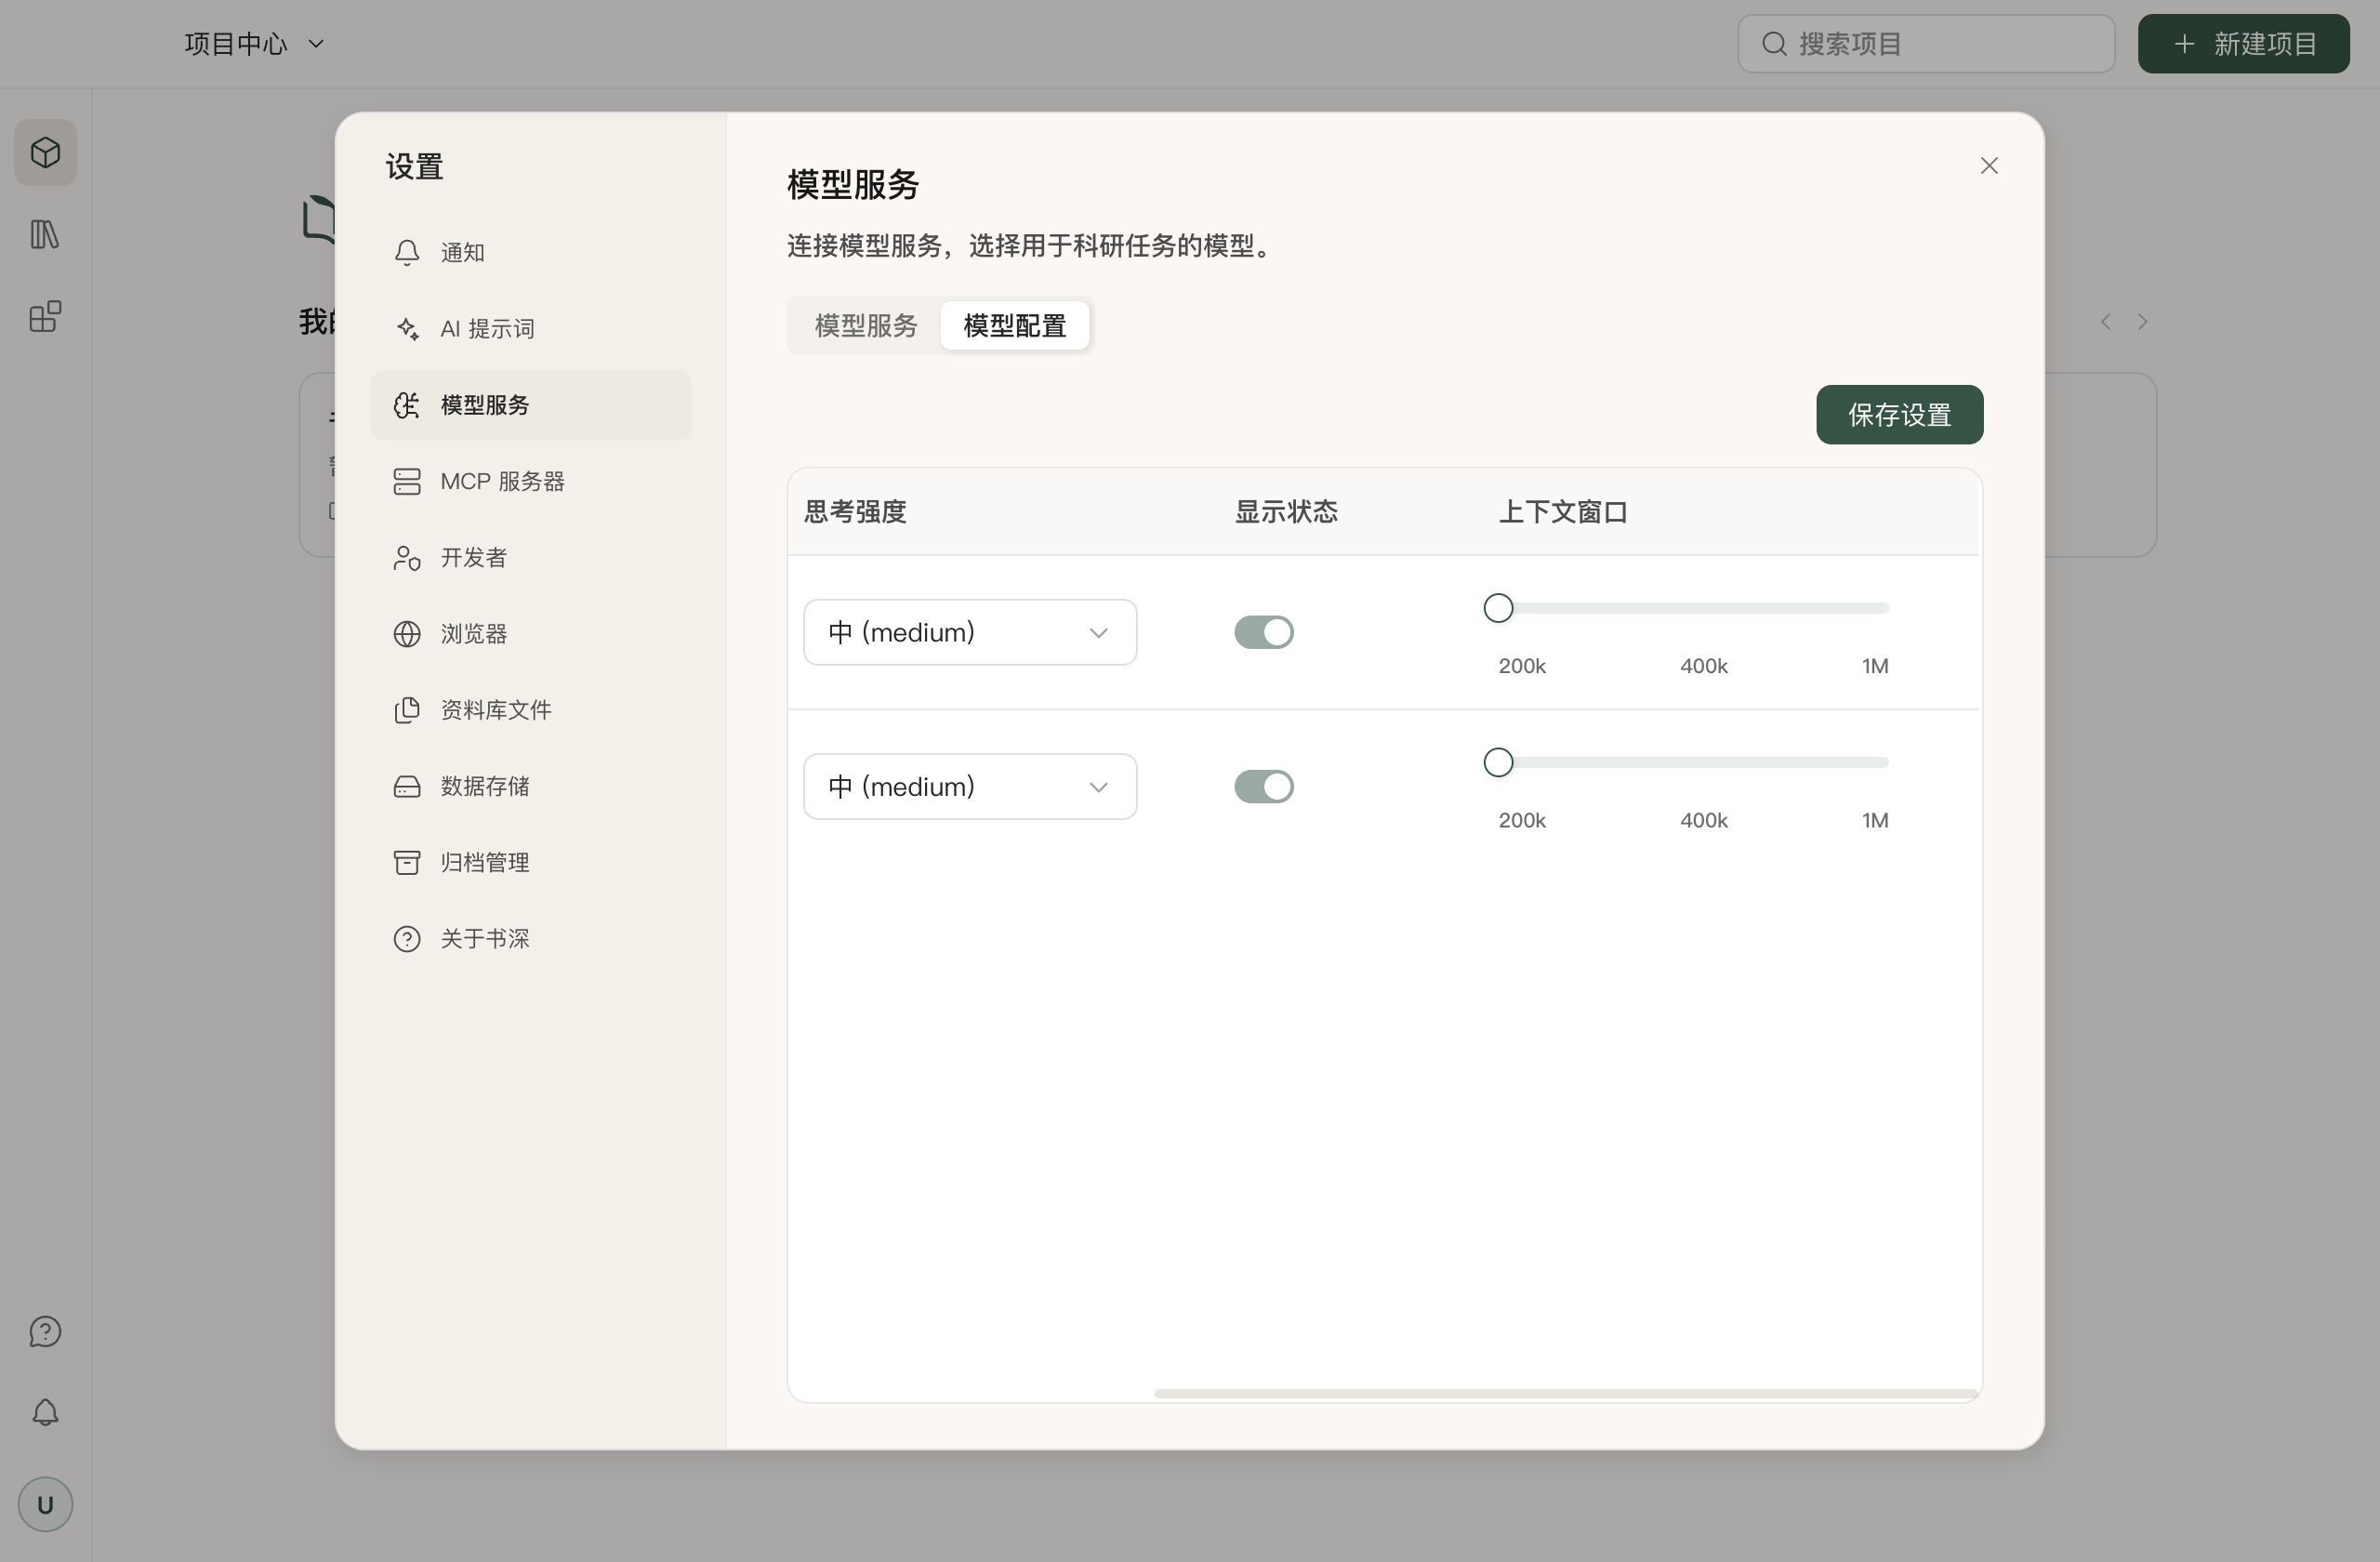 项目中心
搜索项目
新建项目
设置
通知
AI 提示词
模型服务
MCP 服务器
开发者
浏览器
资料库文件
数据存储
归档管理
关于书深
模型服务
连接模型服务，选择用于科研任务的模型。
模型服务 模型配置
保存设置
思考强度 显示状态 上下文窗口
中 (medium)
200k 400k 1M
中 (medium)
200k 400k 1M
我
U